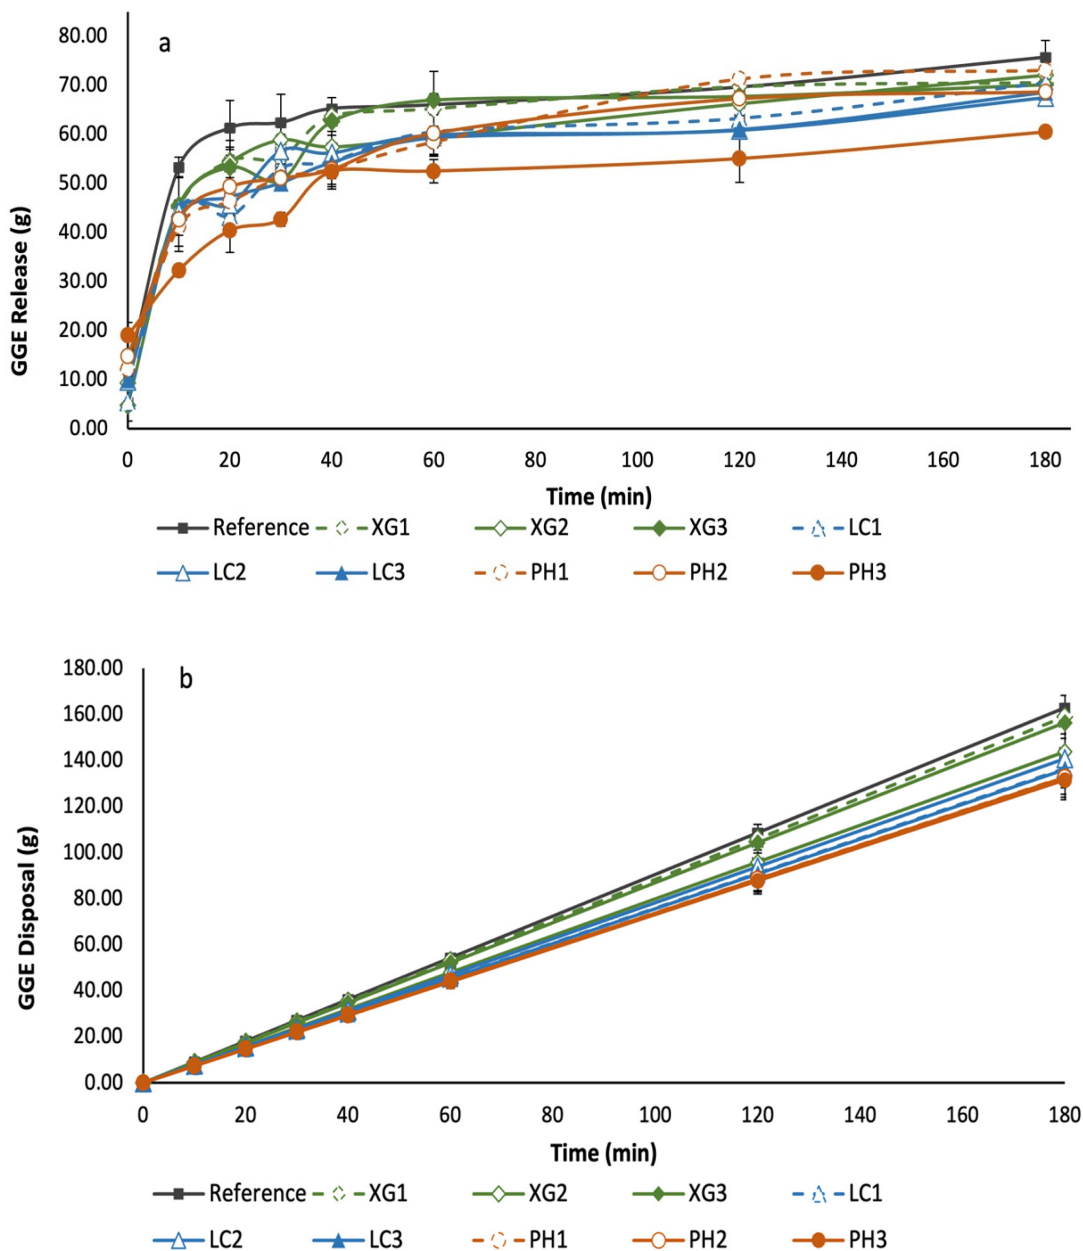 a
80.00
70.00
60.00
50.00
40.00
30.00
20.00
10.00
0.00
GGE Release (g)
0 20 40 60 80 100 120 140 160 180
Time (min)
Reference XG1 XG2 XG3 LC1
LC2 LC3 PH1 PH2 PH3
b
180.00
160.00
140.00
120.00
100.00
80.00
60.00
40.00
20.00
0.00
GGE Disposal (g)
0 20 40 60 80 100 120 140 160 180
Time (min)
Reference XG1 XG2 XG3 LC1
LC2 LC3 PH1 PH2 PH3